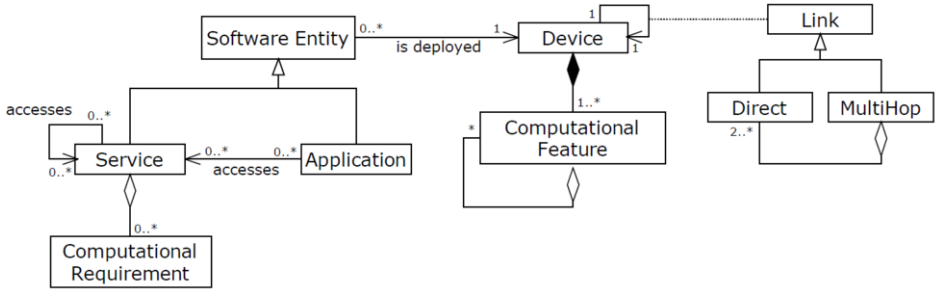 1
Link
Software Entity
0..*
1
Device
is deployed
1
accesses
0..*
1..*
Direct
MultiHop
*
Computational
Feature
2..*
0..*
0..*
Service
0..*
Application
accesses
0..*
Computational
Requirement